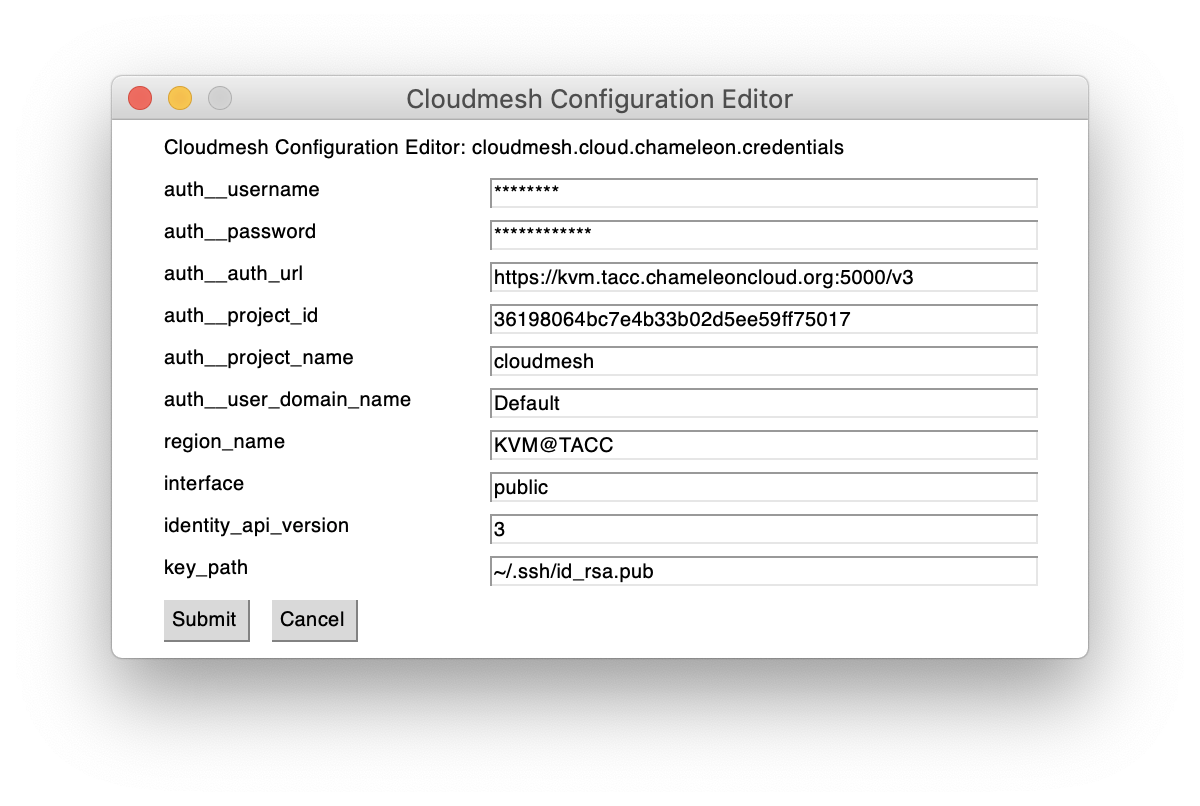 Cloudmesh Configuration Editor
Cloudmesh Configuration Editor: cloudmesh.cloud.chameleon.credentials
auth__username ********
auth__password ************
auth__auth_url https://kvm.tacc.chameleoncloud.org:5000/v3
auth__project_id 36198064bc7e4b33b02d5ee59ff75017
auth__project_name cloudmesh
auth__user_domain_name Default
region_name KVM@TACC
interface public
identity_api_version 3
key_path ~/.ssh/id_rsa.pub
Submit Cancel